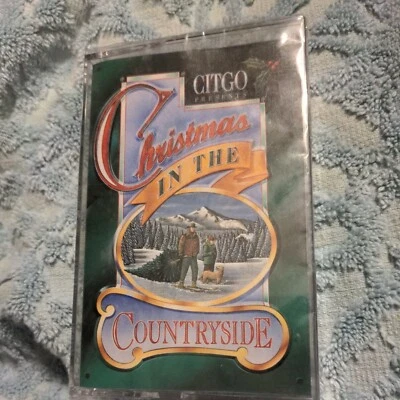 CITGO
PRESENTS
Christmas
IN THE
COUNTRYSIDE